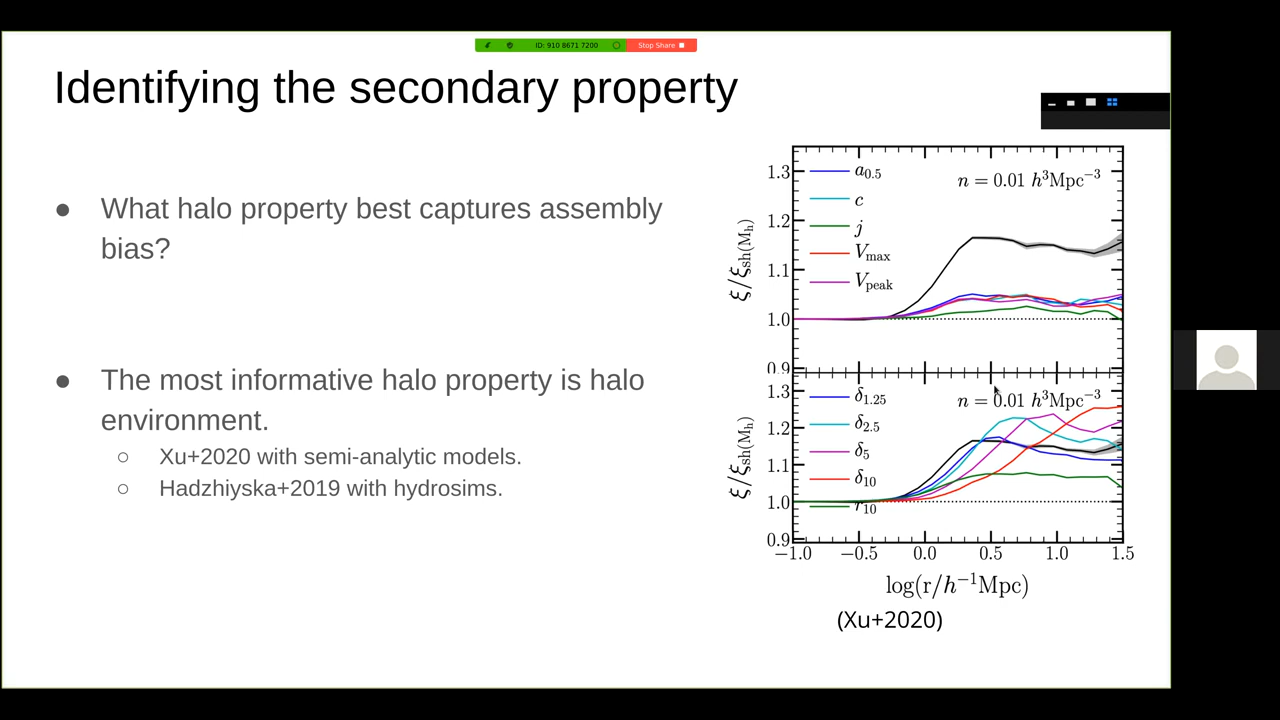 ID: 910 8671 7200
Stop Share
Identifying the secondary property
● What halo property best captures assembly
bias?
● The most informative halo property is halo
environment.
○ Xu+2020 with semi-analytic models.
○ Hadzhiyska+2019 with hydrosims.
ξ/ξsh(Mh)
1.3
1.2
1.1
1.0
0.9
a0.5
c
j
Vmax
Vpeak
n = 0.01 h³Mpc⁻³
ξ/ξsh(Mh)
1.3
1.2
1.1
1.0
0.9
δ1.25
δ2.5
δ5
δ10
r10
n = 0.01 h³Mpc⁻³
−1.0 −0.5 0.0 0.5 1.0 1.5
log(r/h⁻¹Mpc)
(Xu+2020)